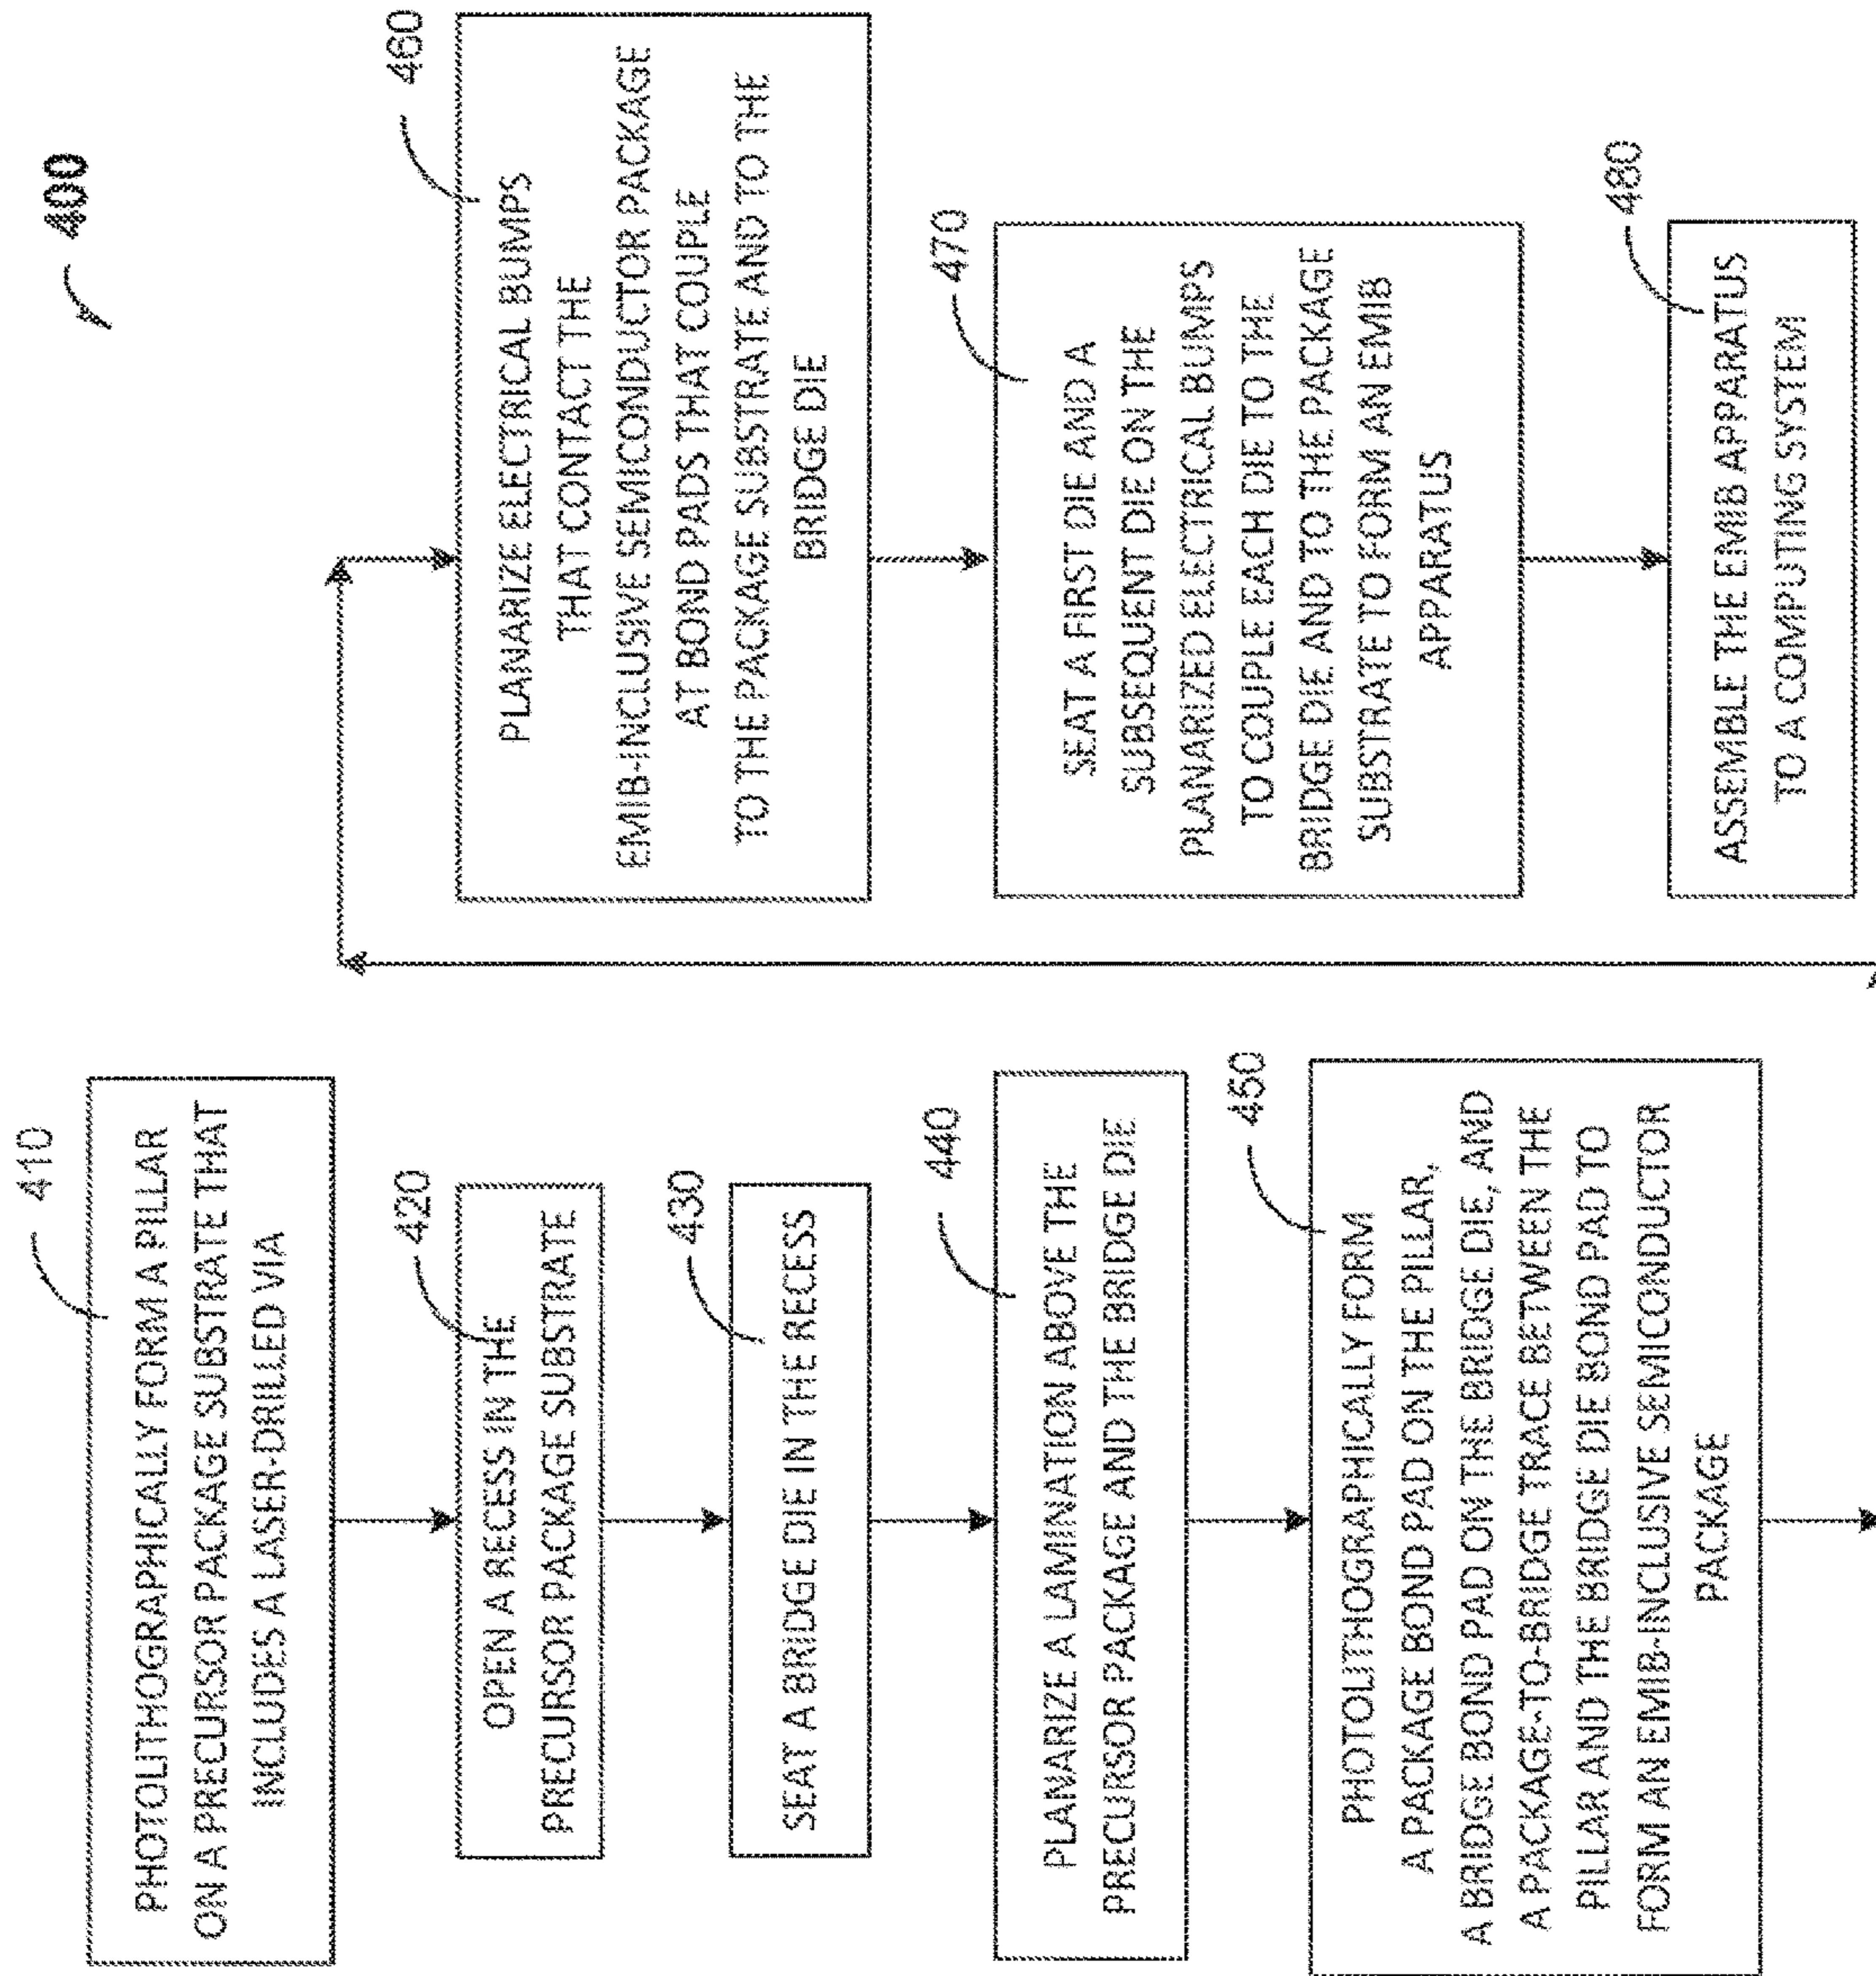 400
410
PHOTOLITHOGRAPHICALLY FORM A PILLAR
ON A PRECURSOR PACKAGE SUBSTRATE THAT
INCLUDES A LASER-DRILLED VIA
420
OPEN A RECESS IN THE
PRECURSOR PACKAGE SUBSTRATE
430
SEAT A BRIDGE DIE IN THE RECESS
440
PLANARIZE A LAMINATION ABOVE THE
PRECURSOR PACKAGE AND THE BRIDGE DIE
450
PHOTOLITHOGRAPHICALLY FORM
A PACKAGE BOND PAD ON THE PILLAR,
A BRIDGE BOND PAD ON THE BRIDGE DIE, AND
A PACKAGE-TO-BRIDGE TRACE BETWEEN THE
PILLAR AND THE BRIDGE DIE BOND PAD TO
FORM AN EMIB-INCLUSIVE SEMICONDUCTOR
PACKAGE
460
PLANARIZE ELECTRICAL BUMPS
THAT CONTACT THE
EMIB-INCLUSIVE SEMICONDUCTOR PACKAGE
AT BOND PADS THAT COUPLE
TO THE PACKAGE SUBSTRATE AND TO THE
BRIDGE DIE
470
SEAT A FIRST DIE AND A
SUBSEQUENT DIE ON THE
PLANARIZED ELECTRICAL BUMPS
TO COUPLE EACH DIE TO THE
BRIDGE DIE AND TO THE PACKAGE
SUBSTRATE TO FORM AN EMIB
APPARATUS
480
ASSEMBLE THE EMIB APPARATUS
TO A COMPUTING SYSTEM